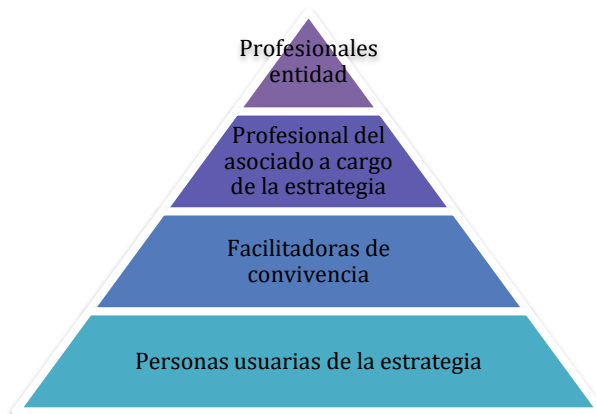 Profesionales
entidad
Profesional del
asociado a cargo
de la estrategia
Facilitadoras de
convivencia
Personas usuarias de la estrategia